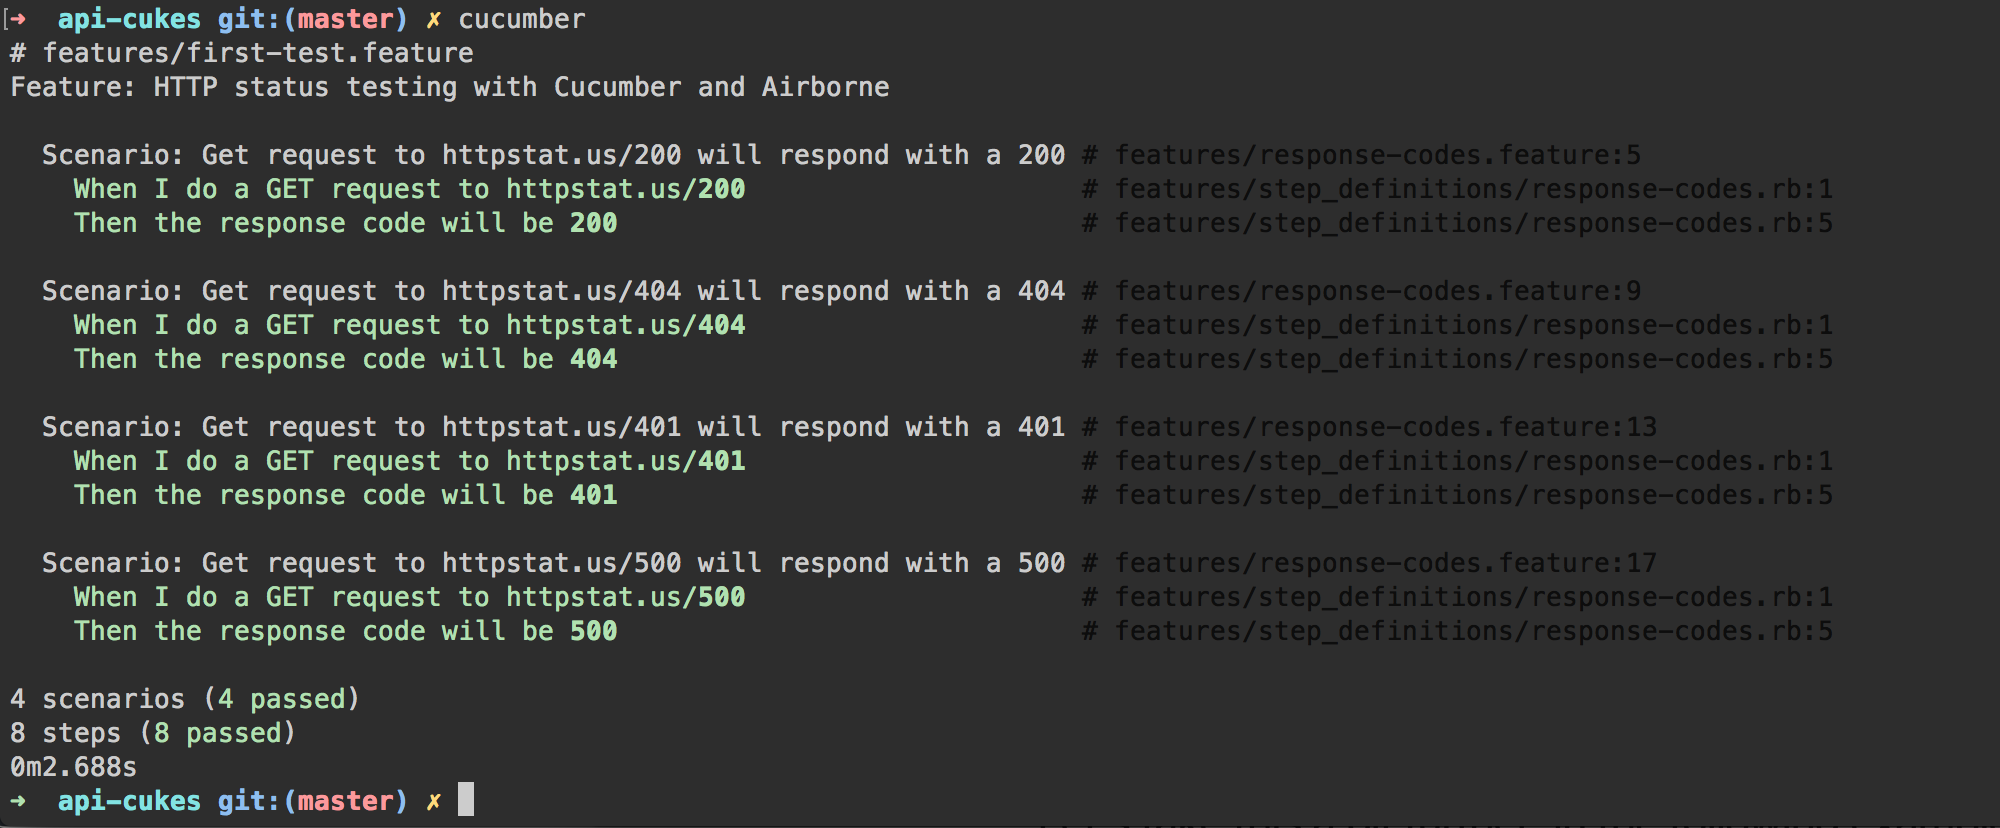 [➜  api-cukes git:(master) ✗ cucumber
# features/first-test.feature
Feature: HTTP status testing with Cucumber and Airborne

  Scenario: Get request to httpstat.us/200 will respond with a 200 # features/response-codes.feature:5
    When I do a GET request to httpstat.us/200                     # features/step_definitions/response-codes.rb:1
    Then the response code will be 200                             # features/step_definitions/response-codes.rb:5

  Scenario: Get request to httpstat.us/404 will respond with a 404 # features/response-codes.feature:9
    When I do a GET request to httpstat.us/404                     # features/step_definitions/response-codes.rb:1
    Then the response code will be 404                             # features/step_definitions/response-codes.rb:5

  Scenario: Get request to httpstat.us/401 will respond with a 401 # features/response-codes.feature:13
    When I do a GET request to httpstat.us/401                     # features/step_definitions/response-codes.rb:1
    Then the response code will be 401                             # features/step_definitions/response-codes.rb:5

  Scenario: Get request to httpstat.us/500 will respond with a 500 # features/response-codes.feature:17
    When I do a GET request to httpstat.us/500                     # features/step_definitions/response-codes.rb:1
    Then the response code will be 500                             # features/step_definitions/response-codes.rb:5

4 scenarios (4 passed)
8 steps (8 passed)
0m2.688s
➜  api-cukes git:(master) ✗